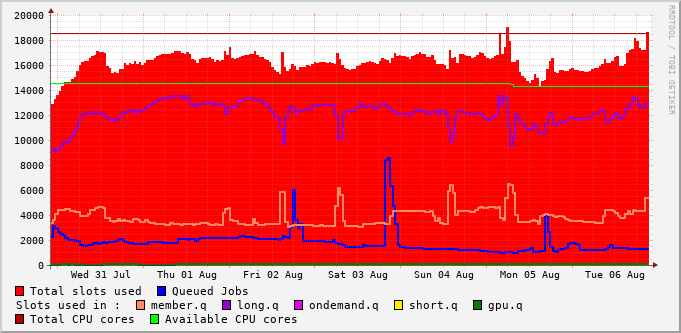 20000
18000
16000
14000
12000
10000
8000
6000
4000
2000
0
Wed 31 Jul Thu 01 Aug Fri 02 Aug Sat 03 Aug Sun 04 Aug Mon 05 Aug Tue 06 Aug
RRDTOOL / TOBI OETIKER
Total slots used Queued Jobs
Slots used in : member.q long.q ondemand.q short.q gpu.q
Total CPU cores Available CPU cores